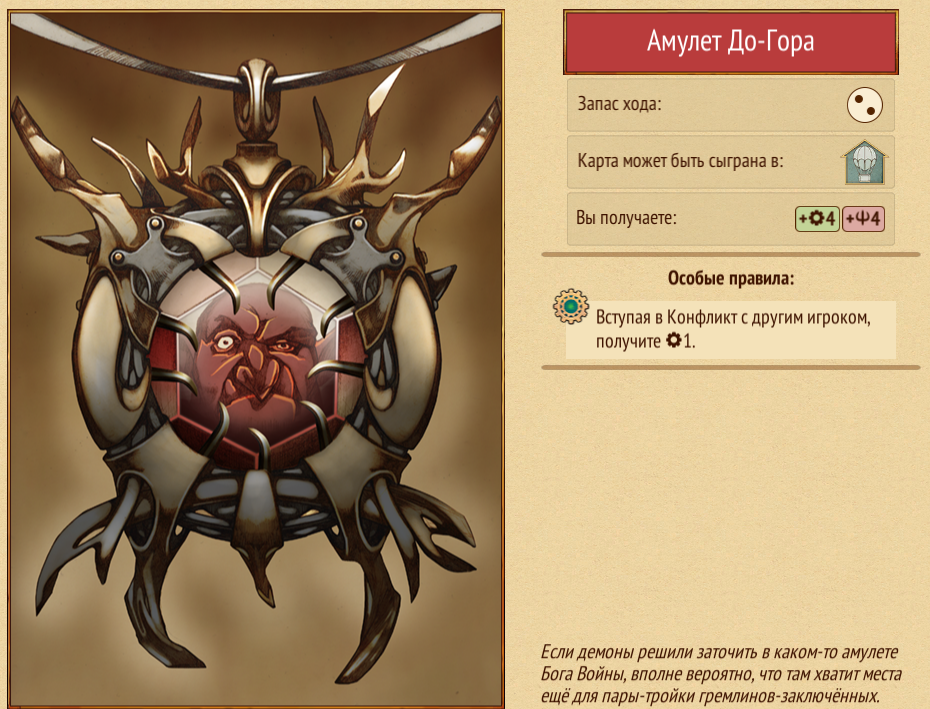 Амулет До-Гора
Запас хода:
Карта может быть сыграна в:
Вы получаете:
+4
+4
Особые правила:
Вступая в Конфликт с другим игроком,
получите 1.
Если демоны решили заточить в каком-то амулете
Бога Войны, вполне вероятно, что там хватит места
ещё для пары-тройки гремлинов-заключённых.